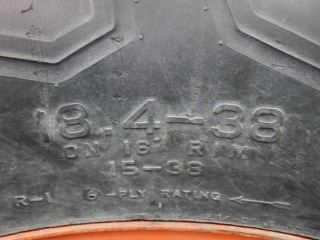 18.4-38
ON 16" RIM
15-38
R-1 6-PLY RATING